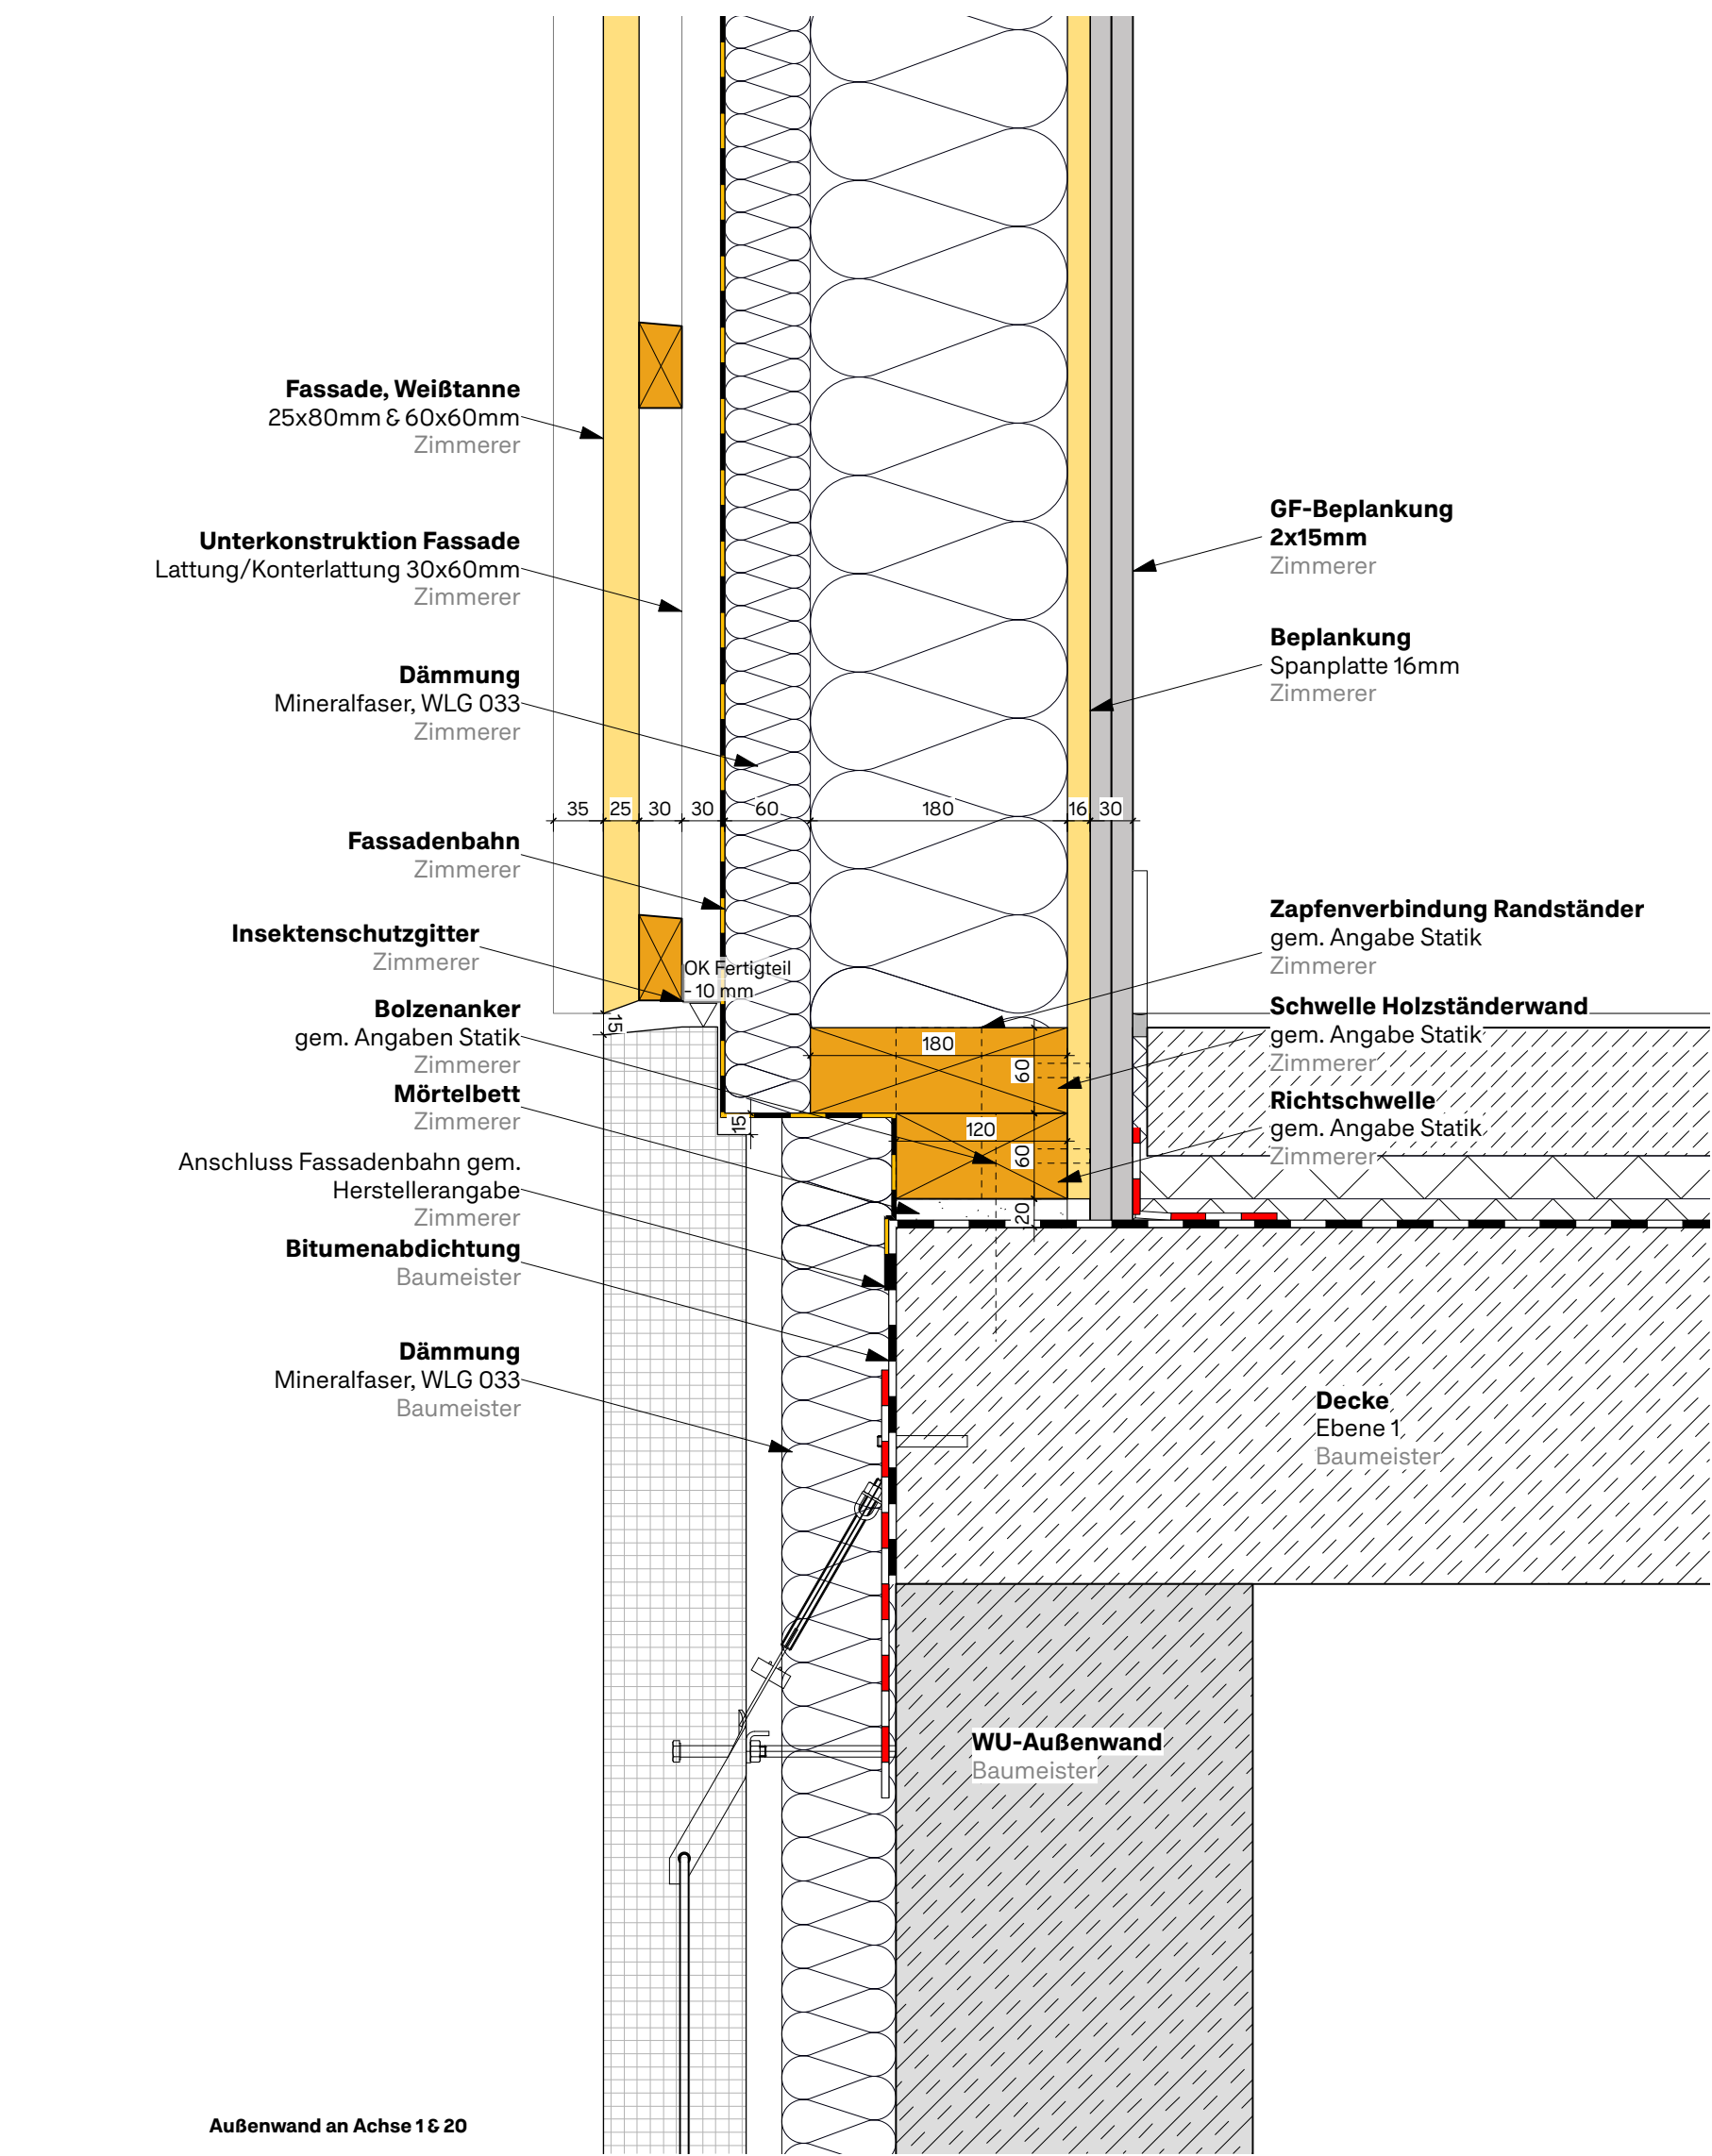 Fassade, Weißtanne
25x80mm & 60x60mm
Zimmerer
Unterkonstruktion Fassade
Lattung/Konterlattung 30x60mm
Zimmerer
Dämmung
Mineralfaser, WLG 033
Zimmerer
35 25 30 30 60 180 16 30
Fassadenbahn
Zimmerer
Insektenschutzgitter
Zimmerer
OK Fertigteil
- 10 mm
Bolzenanker
gem. Angaben Statik
Zimmerer
Mörtelbett
Zimmerer
Anschluss Fassadenbahn gem.
Herstellerangabe
Zimmerer
Bitumenabdichtung
Baumeister
Dämmung
Mineralfaser, WLG 033
Baumeister
15
180
60
15
120
60
20
GF-Beplankung
2x15mm
Zimmerer
Beplankung
Spanplatte 16mm
Zimmerer
Zapfenverbindung Randständer
gem. Angabe Statik
Zimmerer
Schwelle Holzständerwand
gem. Angabe Statik
Zimmerer
Richtschwelle
gem. Angabe Statik
Zimmerer
Decke
Ebene 1
Baumeister
WU-Außenwand
Baumeister
Außenwand an Achse 1 & 20